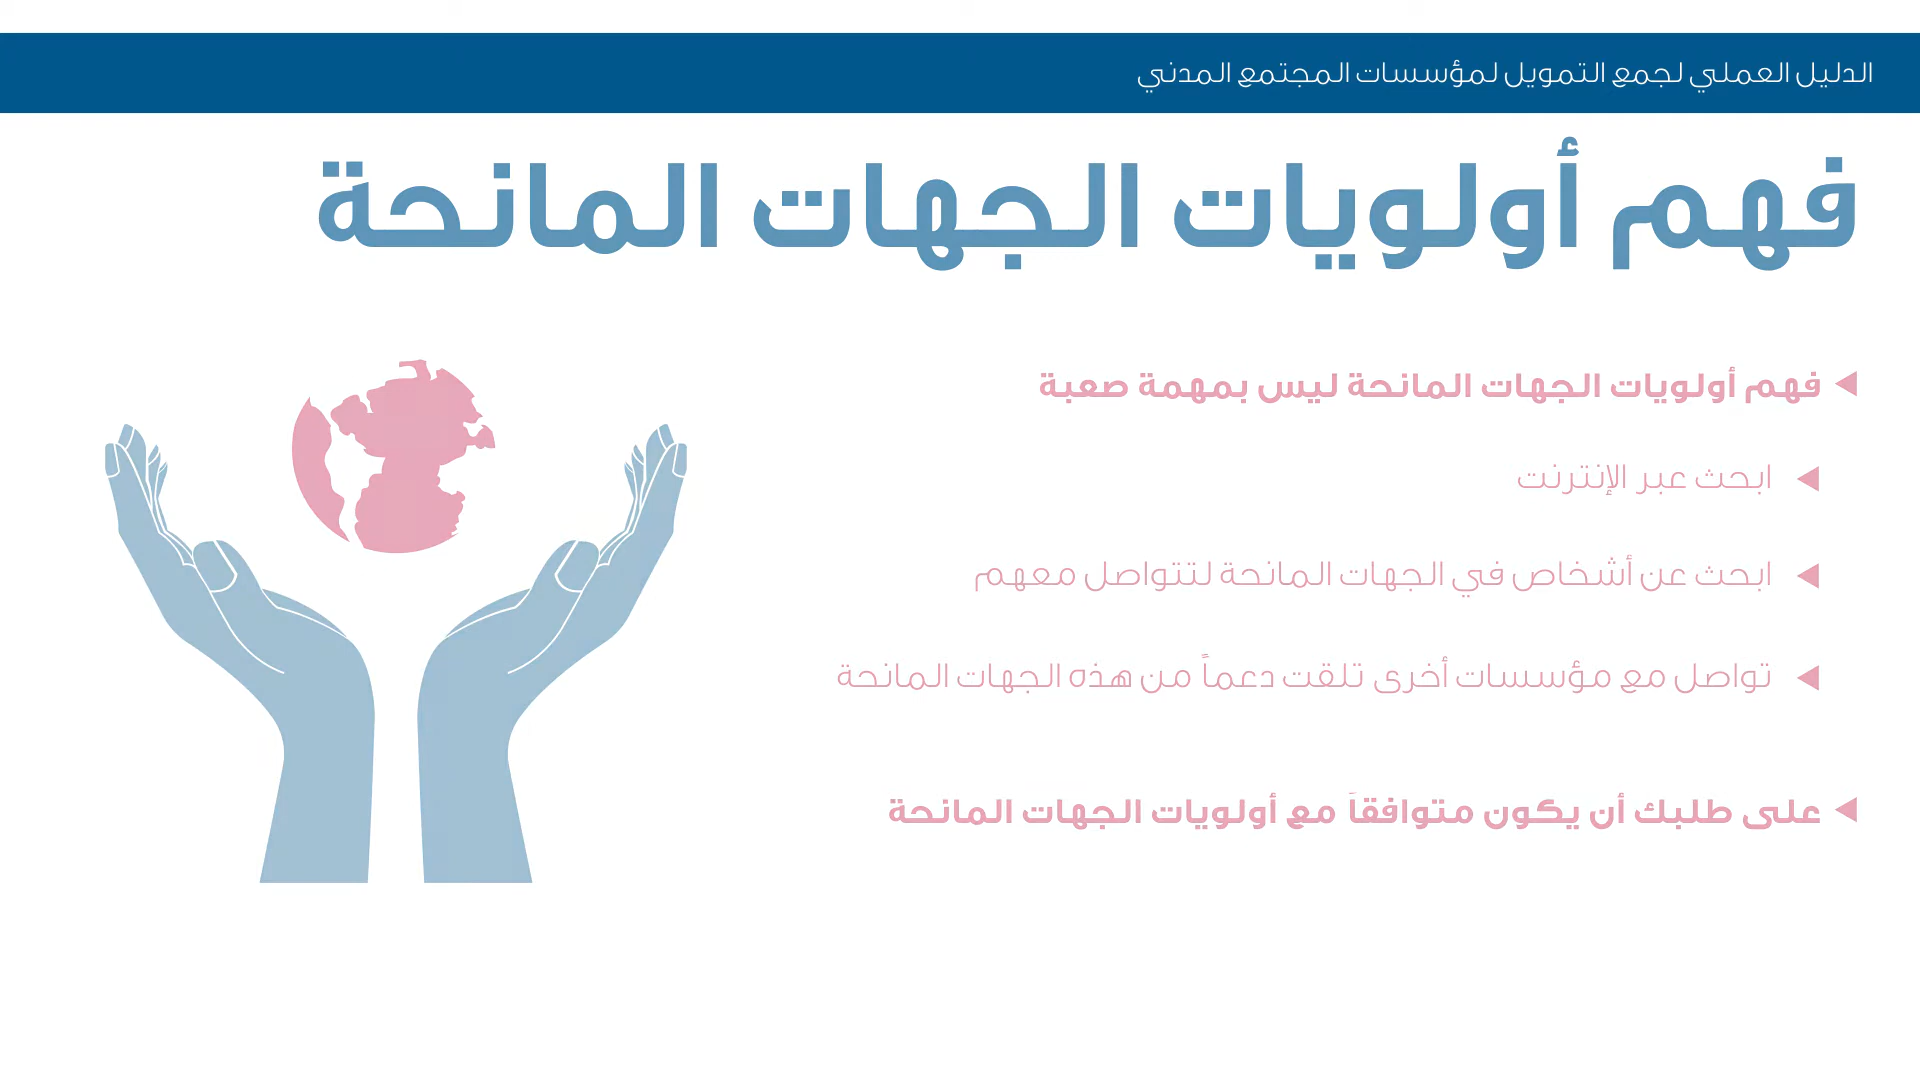 الدليل العملي لجمع التمويل لمؤسسات المجتمع المدني
فهم أولويات الجهات المانحة
فهم أولويات الجهات المانحة ليس بمهمة صعبة
ابحث عبر الإنترنت
ابحث عن أشخاص في الجهات المانحة لتتواصل معهم
تواصل مع مؤسسات أخرى تلقت دعماً من هذه الجهات المانحة
على طلبك أن يكون متوافقاً مع أولويات الجهات المانحة